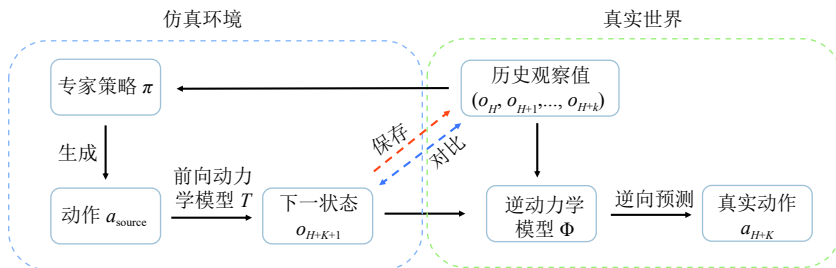 仿真环境
真实世界
专家策略 π
历史观察值
(o_H, o_{H+1},..., o_{H+k})
生成
保存
对比
前向动力
学模型 T
动作 a_source
下一状态
o_{H+K+1}
逆动力学
模型 Φ
逆向预测
真实动作
a_{H+K}